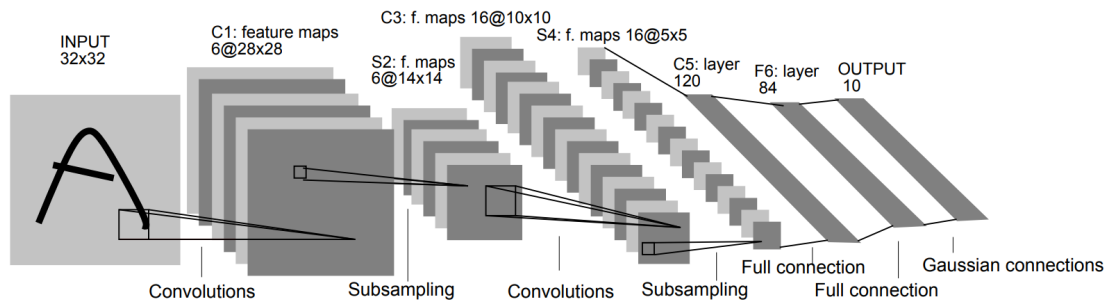 INPUT
32x32
C1: feature maps
6@28x28
S2: f. maps
6@14x14
C3: f. maps 16@10x10
S4: f. maps 16@5x5
C5: layer
120
F6: layer
84
OUTPUT
10
Convolutions
Subsampling
Convolutions
Subsampling
Full connection
Full connection
Gaussian connections